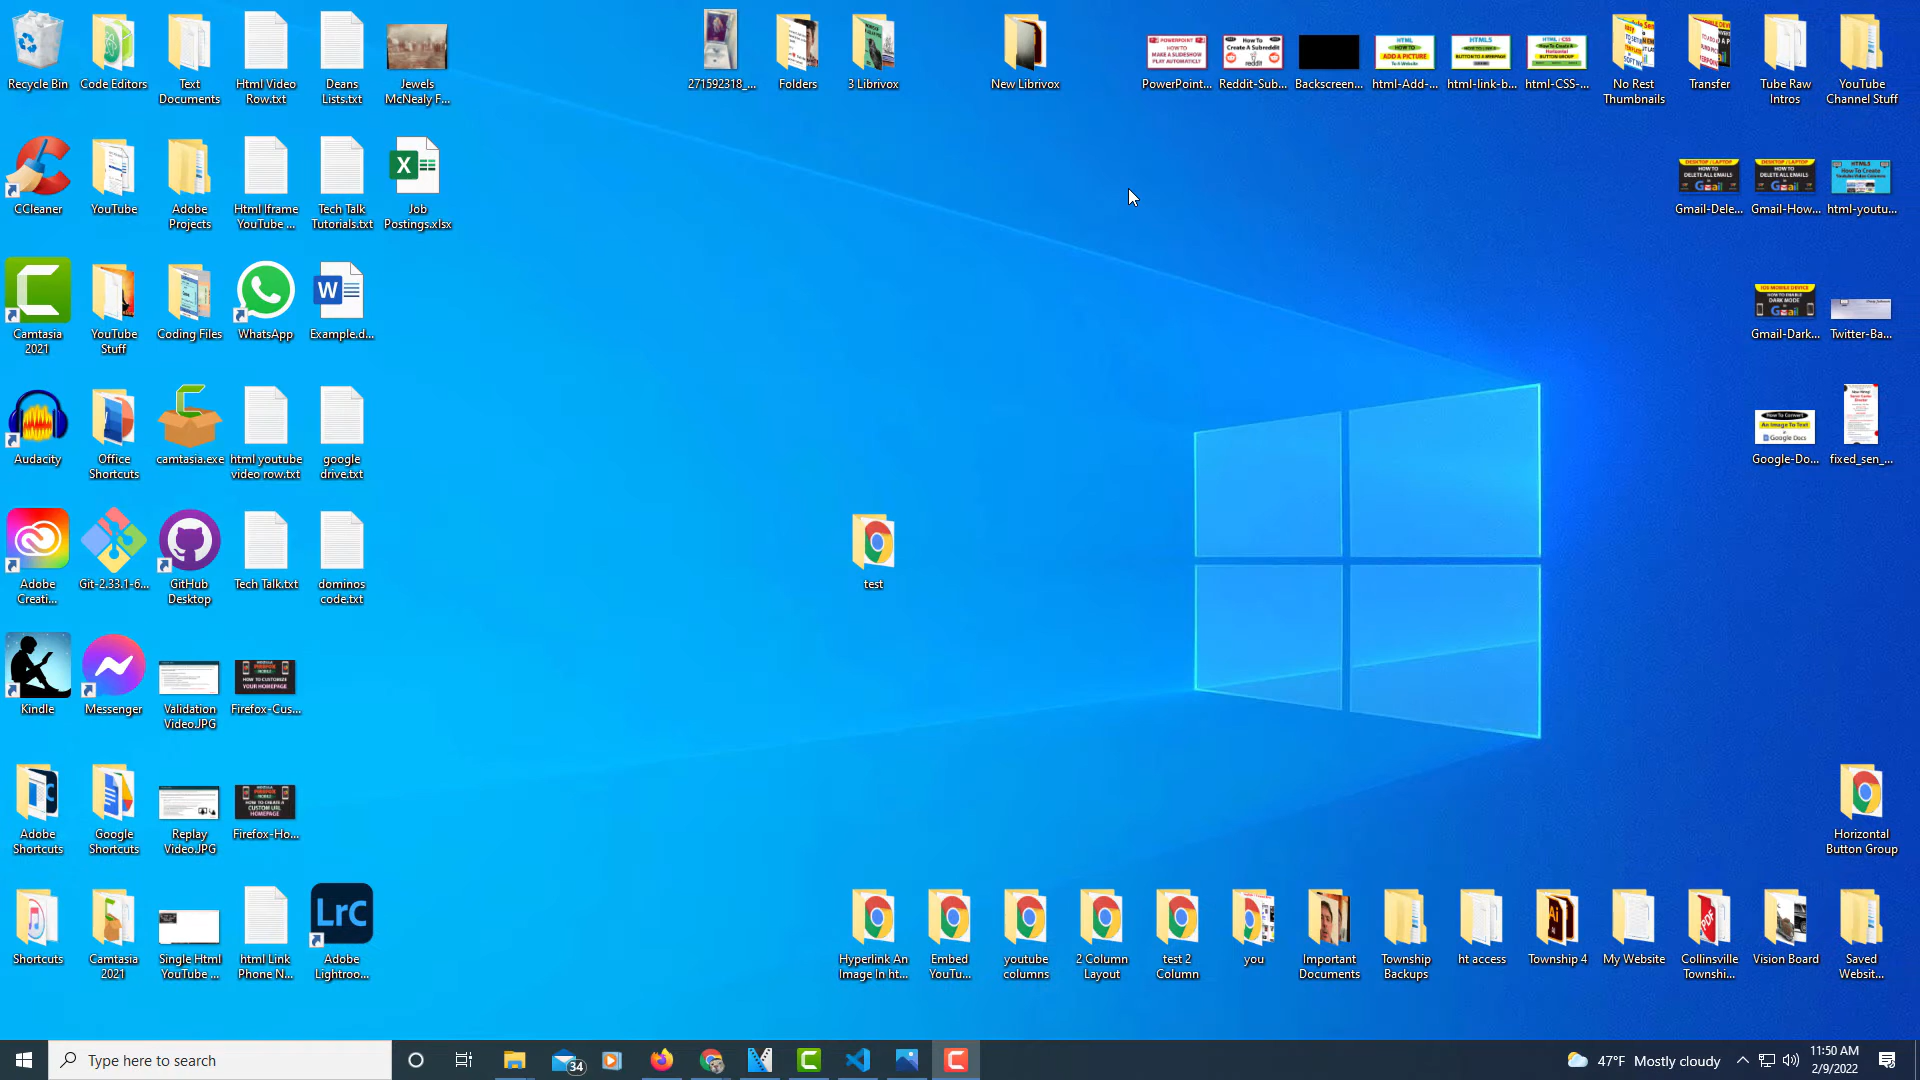 Recycle Bin
Code Editors
Text
Documents
Html Video
Row.txt
Deans
Lists.txt
Jewels
McNealy F...
271592318_...
Folders
3 Librivox
New Librivox
PowerPoint...
Reddit-Sub...
Backscreen...
html-Add-...
html-link-b...
html-CSS-...
No Rest
Thumbnails
Transfer
Tube Raw
Intros
YouTube
Channel Stuff
CCleaner
YouTube
Adobe
Projects
Html Iframe
YouTube ...
Tech Talk
Tutorials.txt
Job
Postings.xlsx
Gmail-Dele...
Gmail-How...
html-youtu...
Camtasia
2021
YouTube
Stuff
Coding Files
WhatsApp
Example.d...
Gmail-Dark...
Twitter-Ba...
Audacity
Office
Shortcuts
camtasia.exe
html youtube
video row.txt
google
drive.txt
Google-Do...
fixed_sen_...
Adobe
Creati...
Git-2.33.1-6...
GitHub
Desktop
Tech Talk.txt
dominos
code.txt
test
Kindle
Messenger
Validation
Video.JPG
Firefox-Cus...
Adobe
Shortcuts
Google
Shortcuts
Replay
Video.JPG
Firefox-Ho...
Horizontal
Button Group
Shortcuts
Camtasia
2021
Single Html
YouTube ...
html Link
Phone N...
LrC
Adobe
Lightroo...
Hyperlink An
Image In ht...
Embed
YouTu...
youtube
columns
2 Column
Layout
test 2
Column
you
Important
Documents
Township
Backups
ht access
Township 4
My Website
Collinsville
Townshi...
Vision Board
Saved
Websit...
Type here to search
34
47°F Mostly cloudy
11:50 AM
2/9/2022